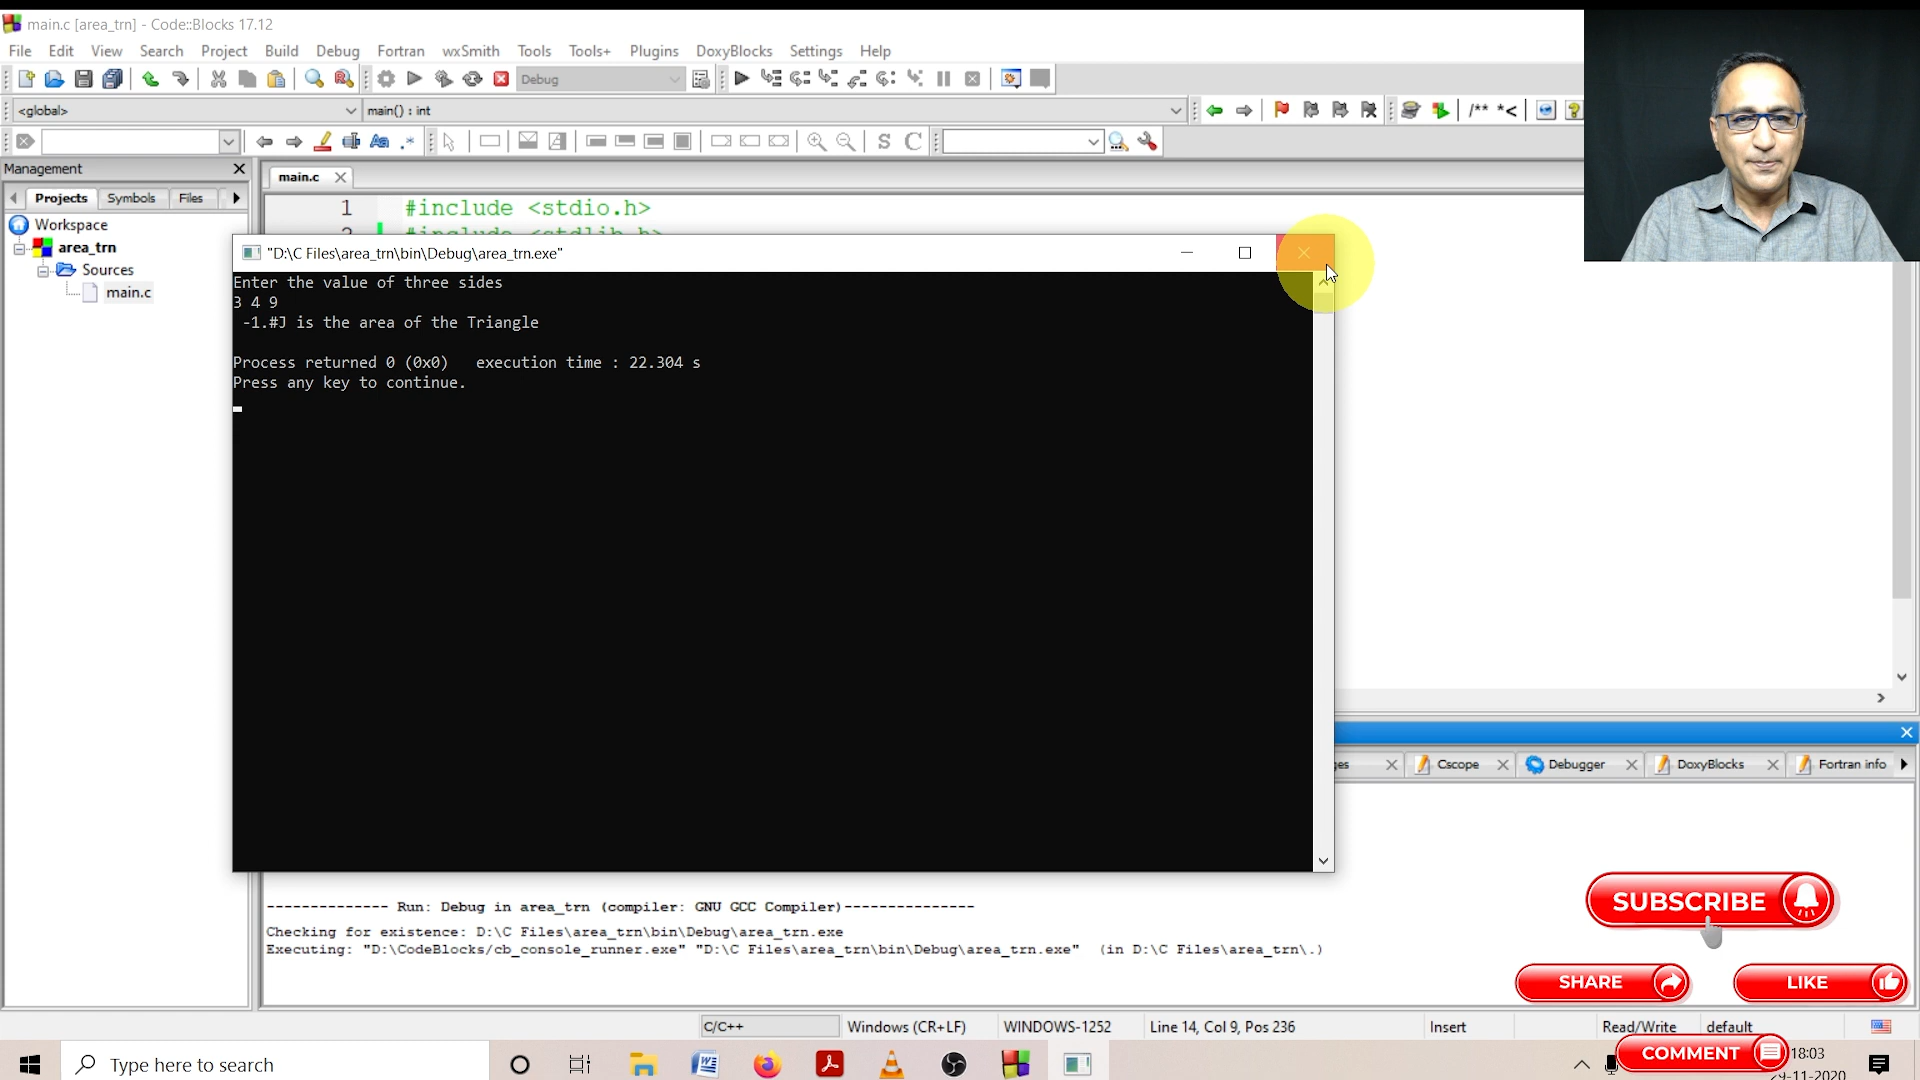 main.c [area_trn] - Code::Blocks 17.12
File Edit View Search Project Build Debug Fortran wxSmith Tools Tools+ Plugins DoxyBlocks Settings Help
Debug
<global> main() : int /** *<
S C
Management
Projects Symbols Files
main.c
Workspace
area_trn
Sources
main.c
1 #include <stdio.h>
2 #include <stdlib.h>
"D:\C Files\area_trn\bin\Debug\area_trn.exe"
Enter the value of three sides
3 4 9
-1.#J is the area of the Triangle
Process returned 0 (0x0) execution time : 22.304 s
Press any key to continue.
Cscope Debugger DoxyBlocks Fortran info
-------------- Run: Debug in area_trn (compiler: GNU GCC Compiler)---------------
Checking for existence: D:\C Files\area_trn\bin\Debug\area_trn.exe
Executing: "D:\CodeBlocks/cb_console_runner.exe" "D:\C Files\area_trn\bin\Debug\area_trn.exe" (in D:\C Files\area_trn\.)
SUBSCRIBE
SHARE
LIKE
C/C++ Windows (CR+LF) WINDOWS-1252 Line 14, Col 9, Pos 236 Insert Read/Write default
COMMENT
Type here to search
18:03
29-11-2020